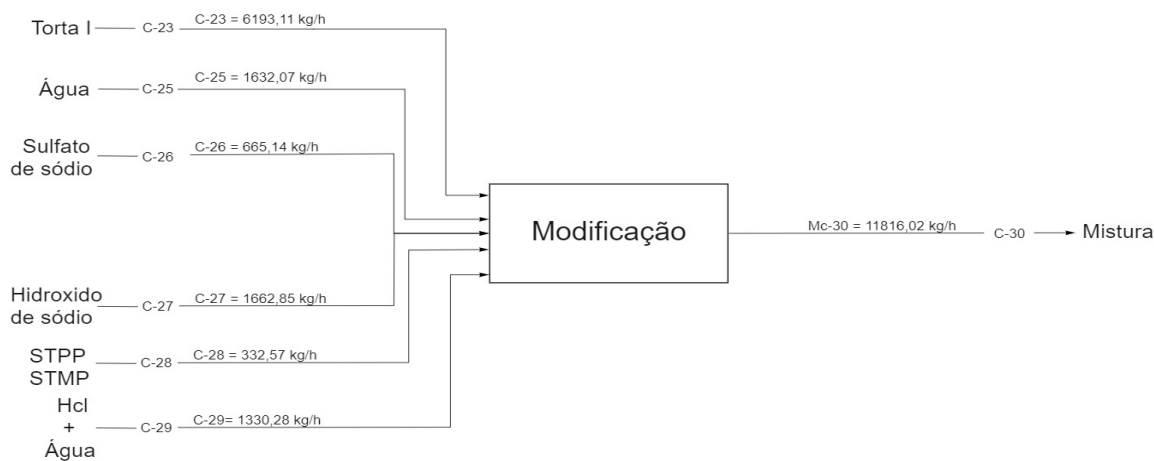 Torta I
C-23
C-23 = 6193,11 kg/h
Água
C-25
C-25 = 1632,07 kg/h
Sulfato
de sódio
C-26
C-26 = 665,14 kg/h
Modificação
Mc-30 = 11816,02 kg/h
C-30
Mistura
Hidroxido
de sódio
C-27
C-27 = 1662,85 kg/h
STPP
STMP
C-28
C-28 = 332,57 kg/h
Hcl
+
Água
C-29
C-29= 1330,28 kg/h